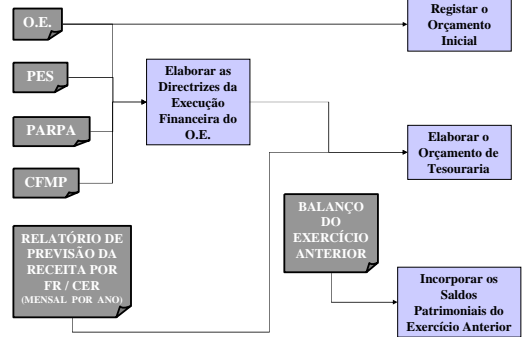 O.E.
Registar o
Orçamento
Inicial
PES
Elaborar as
Directrizes da
Execução
Financeira do
O.E.
PARPA
Elaborar o
Orçamento de
Tesouraria
CFMP
BALANÇO
DO
EXERCÍCIO
ANTERIOR
RELATÓRIO DE
PREVISÃO DA
RECEITA POR
FR / CER
(MENSAL POR ANO)
Incorporar os
Saldos
Patrimoniais do
Exercício Anterior